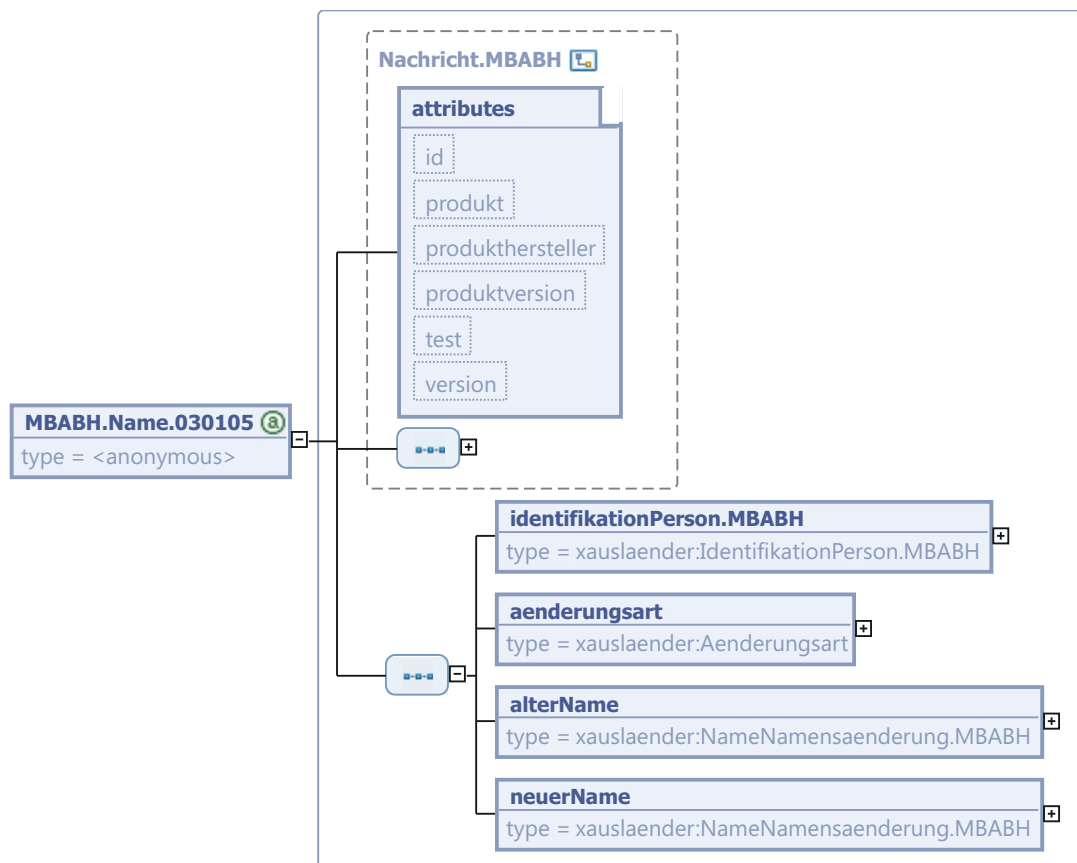 Nachricht.MBABH
attributes
id
produkt
produkthersteller
produktversion
test
version
MBABH.Name.030105 a
type = <anonymous>
identifikationPerson.MBABH
type = xauslaender:IdentifikationPerson.MBABH
aenderungsart
type = xauslaender:Aenderungsart
alterName
type = xauslaender:NameNamensaenderung.MBABH
neuerName
type = xauslaender:NameNamensaenderung.MBABH